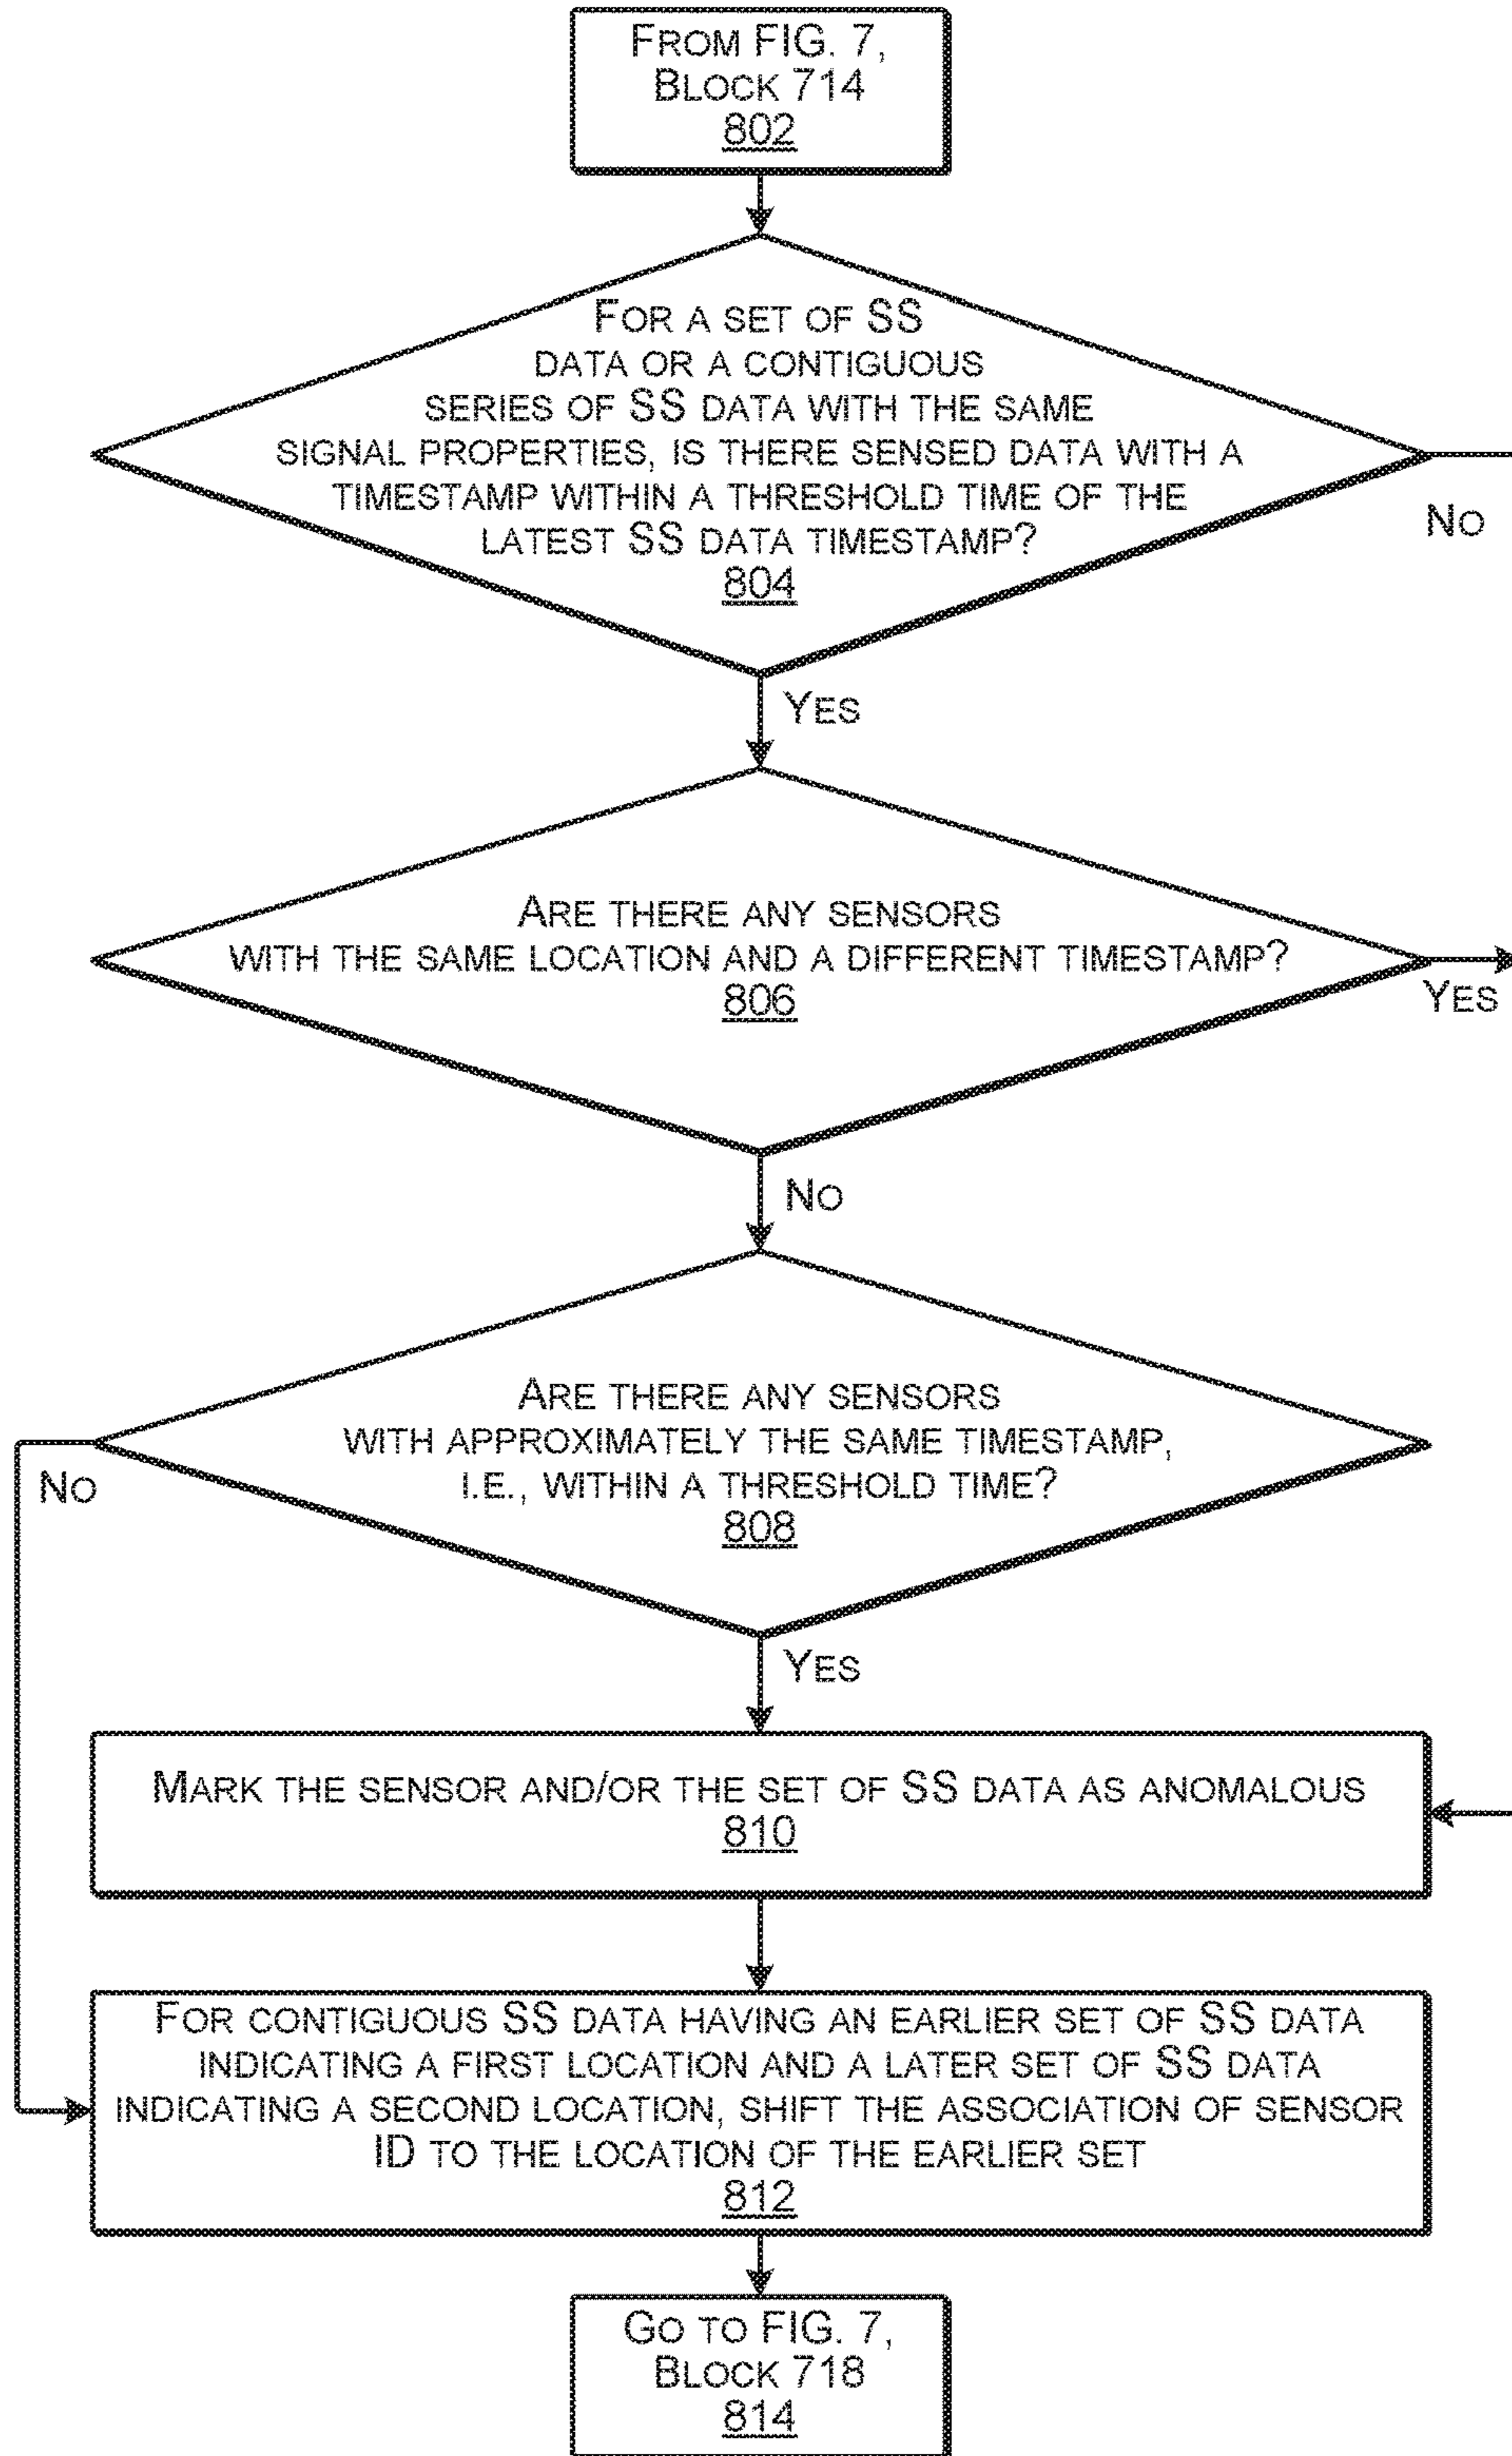 FROM FIG. 7,
BLOCK 714
802
FOR A SET OF SS
DATA OR A CONTIGUOUS
SERIES OF SS DATA WITH THE SAME
SIGNAL PROPERTIES, IS THERE SENSED DATA WITH A
TIMESTAMP WITHIN A THRESHOLD TIME OF THE
LATEST SS DATA TIMESTAMP?
804
NO
YES
ARE THERE ANY SENSORS
WITH THE SAME LOCATION AND A DIFFERENT TIMESTAMP?
806
YES
NO
ARE THERE ANY SENSORS
WITH APPROXIMATELY THE SAME TIMESTAMP,
I.E., WITHIN A THRESHOLD TIME?
808
NO
YES
MARK THE SENSOR AND/OR THE SET OF SS DATA AS ANOMALOUS
810
FOR CONTIGUOUS SS DATA HAVING AN EARLIER SET OF SS DATA
INDICATING A FIRST LOCATION AND A LATER SET OF SS DATA
INDICATING A SECOND LOCATION, SHIFT THE ASSOCIATION OF SENSOR
ID TO THE LOCATION OF THE EARLIER SET
812
GO TO FIG. 7,
BLOCK 718
814